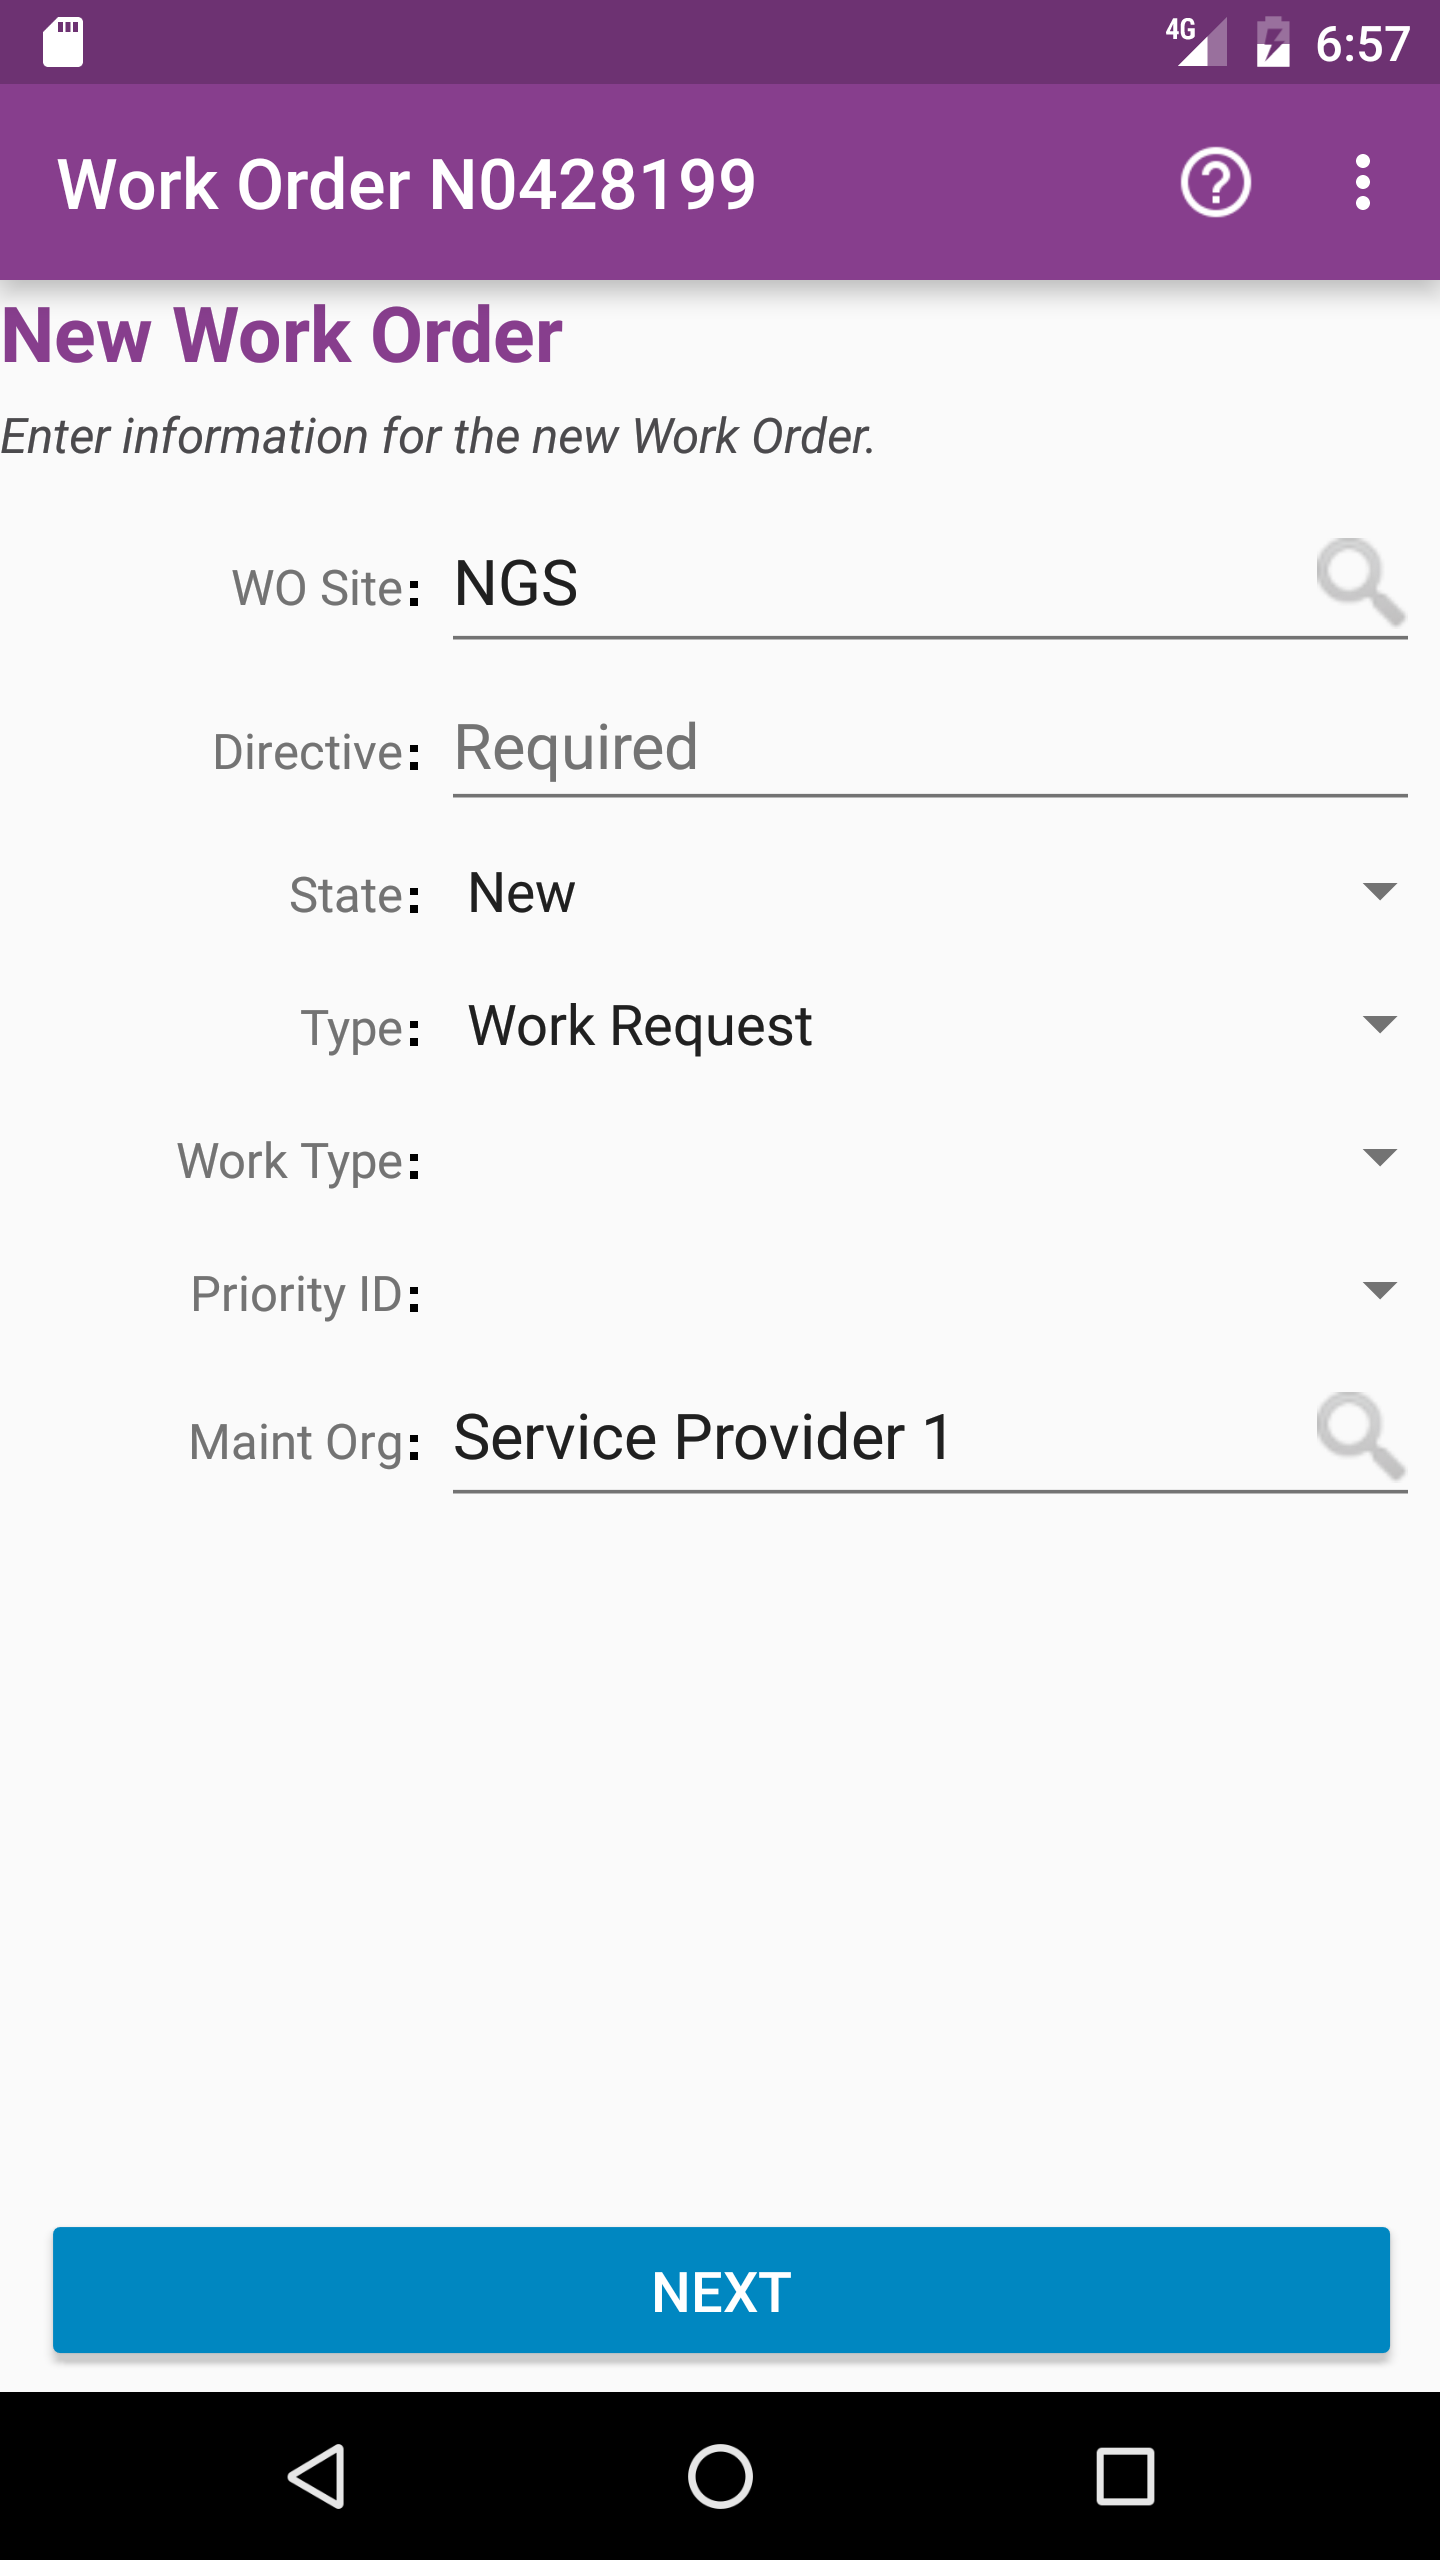 4G 6:57
Work Order N0428199
New Work Order
Enter information for the new Work Order.
WO Site: NGS
Directive: Required
State: New
Type: Work Request
Work Type:
Priority ID:
Maint Org: Service Provider 1
NEXT